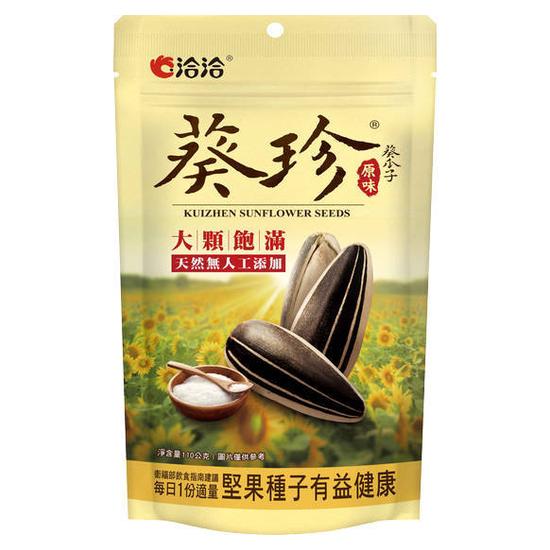 洽洽®
葵珍®
葵瓜子
原味
KUIZHEN SUNFLOWER SEEDS
大顆飽滿
天然無人工添加
淨含量110公克|圖片僅供參考
衛福部飲食指南建議
每日1份適量
堅果種子有益健康